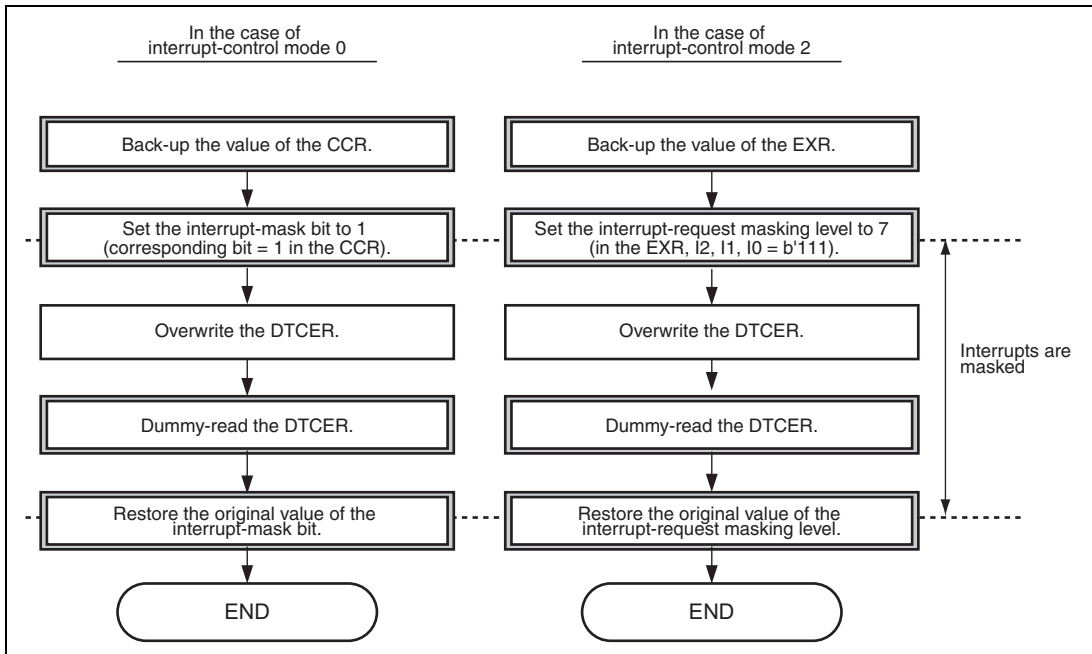 In the case of
interrupt-control mode 0
Back-up the value of the CCR.
Set the interrupt-mask bit to 1
(corresponding bit = 1 in the CCR).
Overwrite the DTCER.
Dummy-read the DTCER.
Restore the original value of the
interrupt-mask bit.
END
In the case of
interrupt-control mode 2
Back-up the value of the EXR.
Set the interrupt-request masking level to 7
(in the EXR, I2, I1, I0 = b'111).
Overwrite the DTCER.
Dummy-read the DTCER.
Restore the original value of the
interrupt-request masking level.
END
Interrupts are
masked